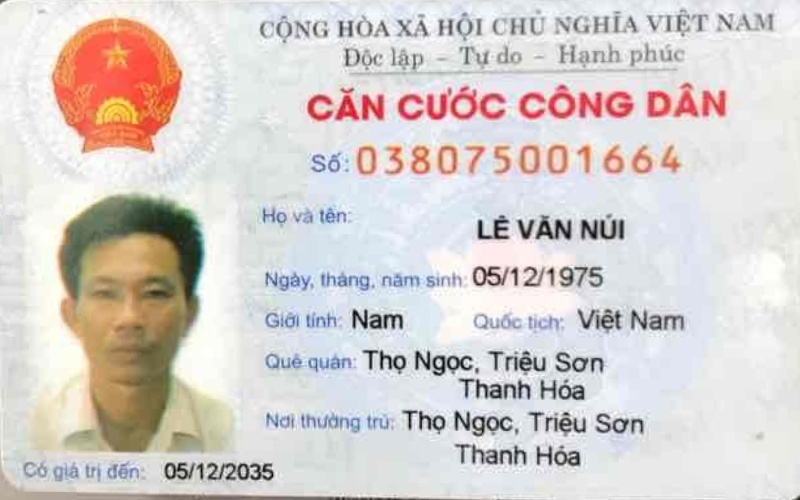 CỘNG HÒA XÃ HỘI CHỦ NGHĨA VIỆT NAM
Độc lập – Tự do – Hạnh phúc
CĂN CƯỚC CÔNG DÂN
Số: 038075001664
Họ và tên:
LÊ VĂN NÚI
Ngày, tháng, năm sinh: 05/12/1975
Giới tính: Nam Quốc tịch: Việt Nam
Quê quán: Thọ Ngọc, Triệu Sơn
Thanh Hóa
Nơi thường trú: Thọ Ngọc, Triệu Sơn
Thanh Hóa
Có giá trị đến: 05/12/2035